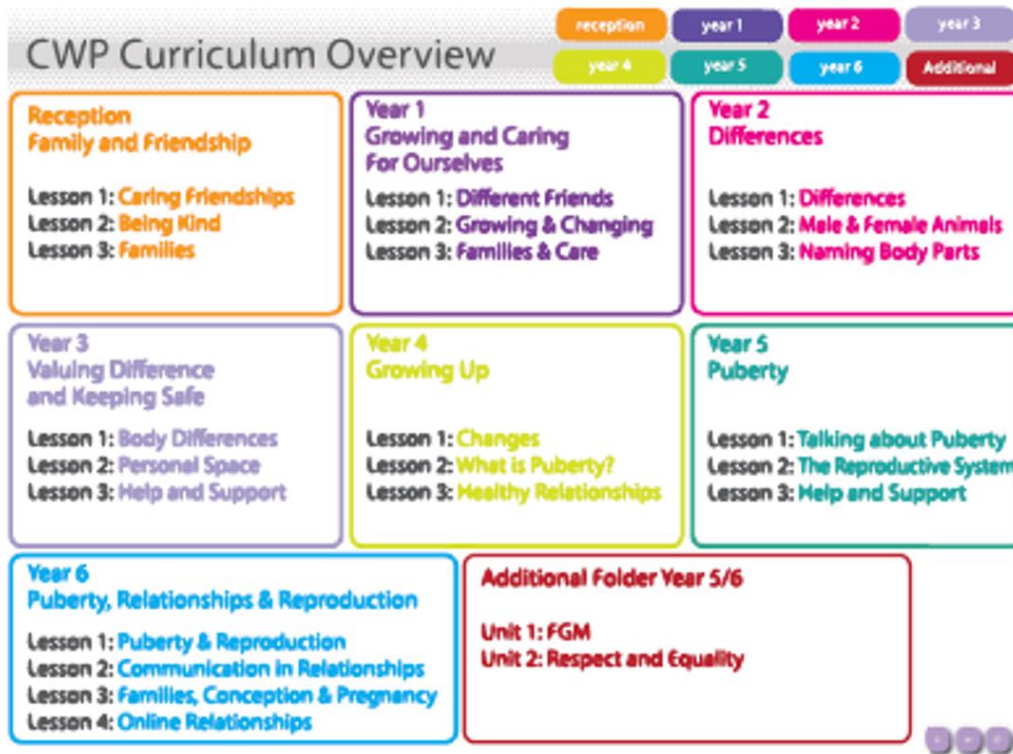 CWP Curriculum Overview
reception
year 1
year 2
year 3
year 4
year 5
year 6
Additional
Reception
Family and Friendship
Lesson 1: Caring Friendships
Lesson 2: Being Kind
Lesson 3: Families
Year 1
Growing and Caring
For Ourselves
Lesson 1: Different Friends
Lesson 2: Growing & Changing
Lesson 3: Families & Care
Year 2
Differences
Lesson 1: Differences
Lesson 2: Male & Female Animals
Lesson 3: Naming Body Parts
Year 3
Valuing Difference
and Keeping Safe
Lesson 1: Body Differences
Lesson 2: Personal Space
Lesson 3: Help and Support
Year 4
Growing Up
Lesson 1: Changes
Lesson 2: What is Puberty?
Lesson 3: Healthy Relationships
Year 5
Puberty
Lesson 1: Talking about Puberty
Lesson 2: The Reproductive System
Lesson 3: Help and Support
Year 6
Puberty, Relationships & Reproduction
Lesson 1: Puberty & Reproduction
Lesson 2: Communication in Relationships
Lesson 3: Families, Conception & Pregnancy
Lesson 4: Online Relationships
Additional Folder Year 5/6
Unit 1: FGM
Unit 2: Respect and Equality